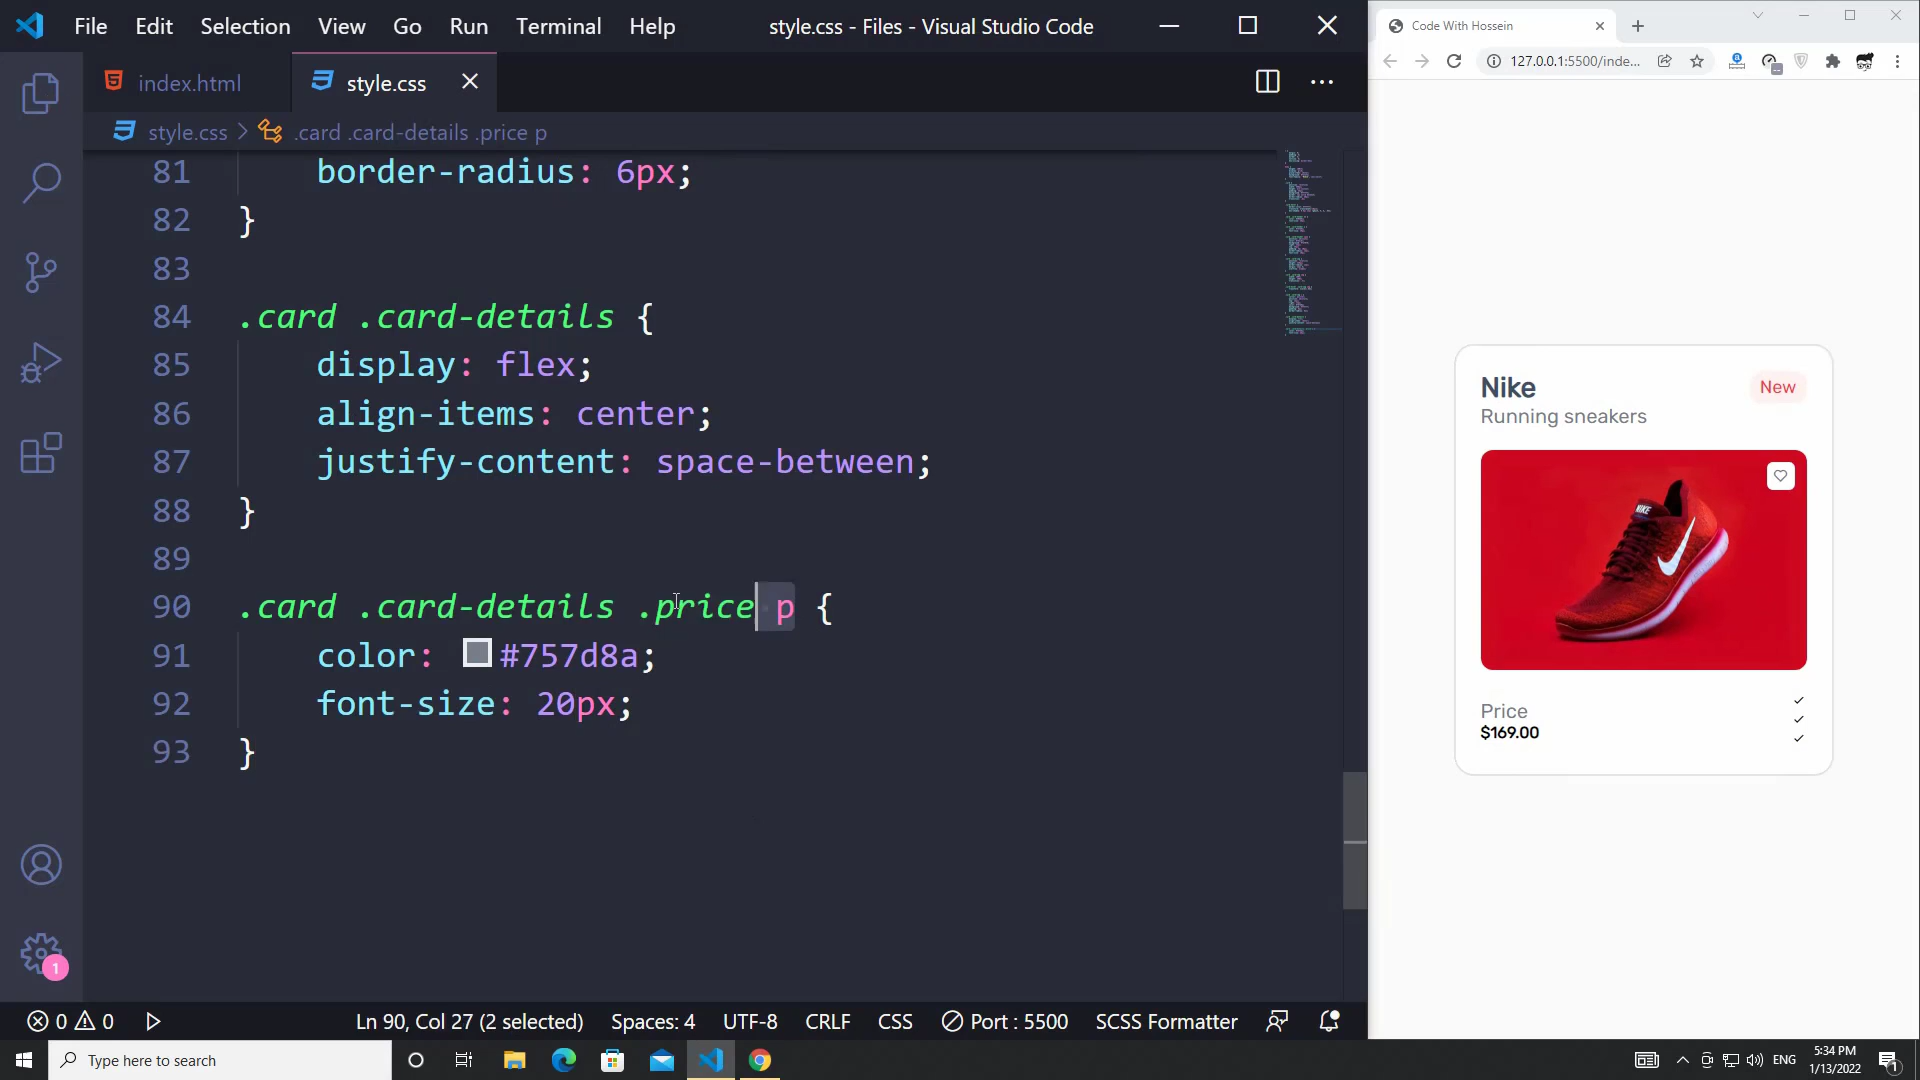 File Edit Selection View Go Run Terminal Help
style.css - Files - Visual Studio Code
index.html
style.css
style.css > .card .card-details .price p
81 border-radius: 6px;
82 }
83
84 .card .card-details {
85 display: flex;
86 align-items: center;
87 justify-content: space-between;
88 }
89
90 .card .card-details .price p {
91 color: #757d8a;
92 font-size: 20px;
93 }
1
0 0
Ln 90, Col 27 (2 selected)
Spaces: 4
UTF-8
CRLF
CSS
Port : 5500
SCSS Formatter
Code With Hossein
127.0.0.1:5500/inde...
Nike
New
Running sneakers
NIKE
Price
$169.00
Type here to search
ENG
5:34 PM
1/13/2022
1